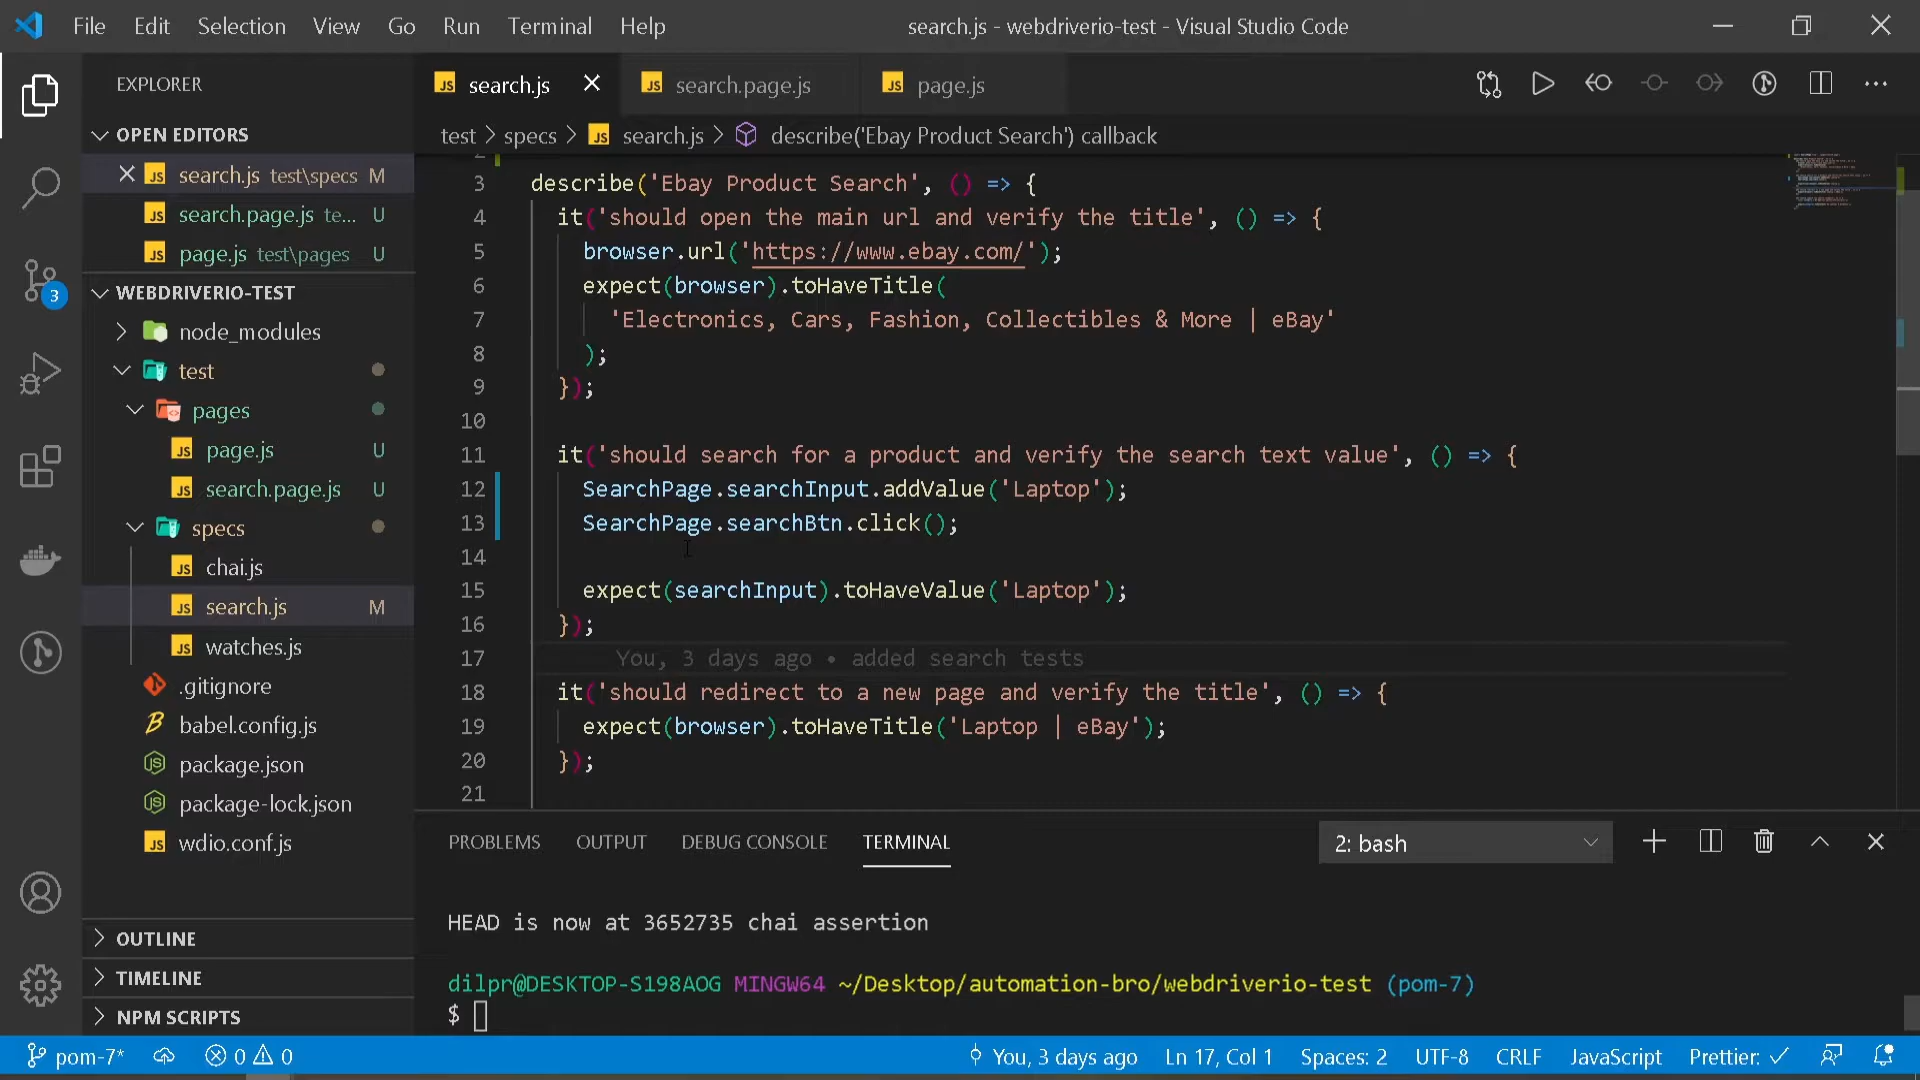 File Edit Selection View Go Run Terminal Help search.js - webdriverio-test - Visual Studio Code
EXPLORER
OPEN EDITORS
search.js test\specs M
search.page.js te... U
page.js test\pages U
WEBDRIVERIO-TEST
node_modules
test
pages
page.js U
search.page.js U
specs
chai.js
search.js M
watches.js
.gitignore
babel.config.js
package.json
package-lock.json
wdio.conf.js
OUTLINE
TIMELINE
NPM SCRIPTS
3
search.js search.page.js page.js
test > specs > search.js > describe('Ebay Product Search') callback
3 describe('Ebay Product Search', () => {
4 it('should open the main url and verify the title', () => {
5 browser.url('https://www.ebay.com/');
6 expect(browser).toHaveTitle(
7 'Electronics, Cars, Fashion, Collectibles & More | eBay'
8 );
9 });
10
11 it('should search for a product and verify the search text value', () => {
12 SearchPage.searchInput.addValue('Laptop');
13 SearchPage.searchBtn.click();
14
15 expect(searchInput).toHaveValue('Laptop');
16 });
17 You, 3 days ago • added search tests
18 it('should redirect to a new page and verify the title', () => {
19 expect(browser).toHaveTitle('Laptop | eBay');
20 });
21
PROBLEMS OUTPUT DEBUG CONSOLE TERMINAL 2: bash
HEAD is now at 3652735 chai assertion
dilpr@DESKTOP-S198AOG MINGW64 ~/Desktop/automation-bro/webdriverio-test (pom-7)
$
pom-7* 0 0 You, 3 days ago Ln 17, Col 1 Spaces: 2 UTF-8 CRLF JavaScript Prettier: ✓